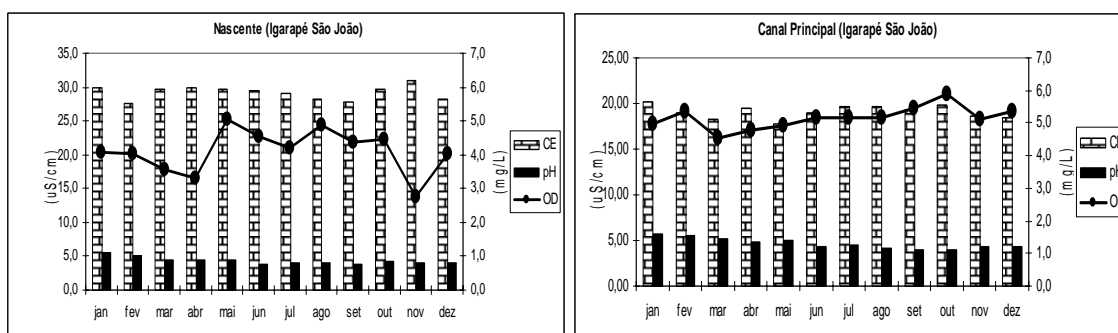 Nascente (Igarapé São João)
35,0
30,0
25,0
20,0
15,0
10,0
5,0
0,0
(uS/cm)
7,0
6,0
5,0
4,0
3,0
2,0
1,0
0,0
(mg/L)
jan fev mar abr mai jun jul ago set out nov dez
CE
pH
OD
Canal Principal (Igarapé São João)
25,00
20,00
15,00
10,00
5,00
0,00
(uS/cm)
7,0
6,0
5,0
4,0
3,0
2,0
1,0
0,0
(mg/L)
jan fev mar abr mai jun jul ago set out nov dez